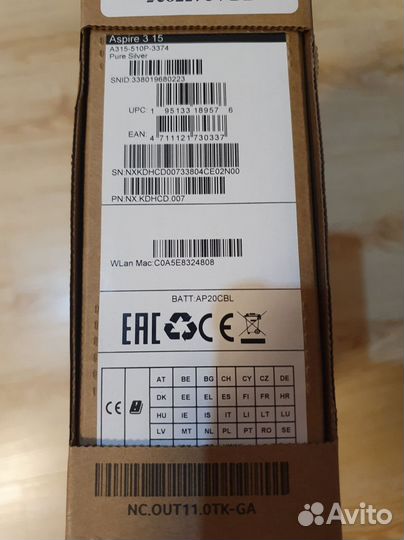 Aspire 3 15
A315-510P-3374
Pure Silver
SNID:338019680223
UPC: 1 95133 18957 6
EAN: 4 711121 730337
SN:NXKDHCD00733804CE02N00
PN:NX.KDHCD.007
WLan Mac:C0A5E8324808
BATT:AP20CBL
EAC CE
CE AT BE BG CH CY CZ DE
DK EE EL ES FI FR HR
HU IE IS IT LI LT LU
LV MT NL PL PT RO SE
NC.OUT11.0TK-GA
Avito